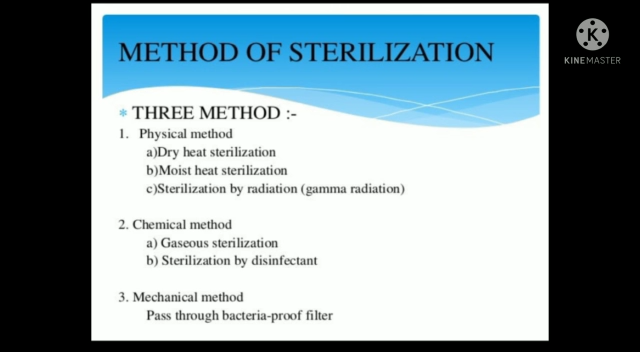 METHOD OF STERILIZATION
K
KINEMASTER
* THREE METHOD :-
1. Physical method
a)Dry heat sterilization
b)Moist heat sterilization
c)Sterilization by radiation (gamma radiation)
2. Chemical method
a) Gaseous sterilization
b) Sterilization by disinfectant
3. Mechanical method
Pass through bacteria-proof filter